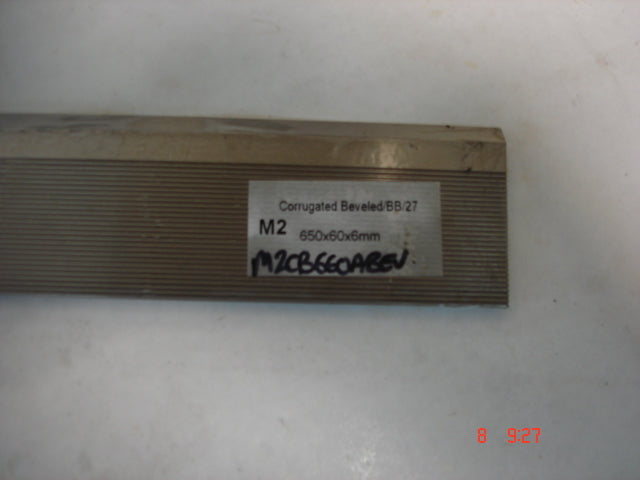 Corrugated Beveled/BB/27
M2 650x60x6mm
M2CB660ABEV
8 9:27